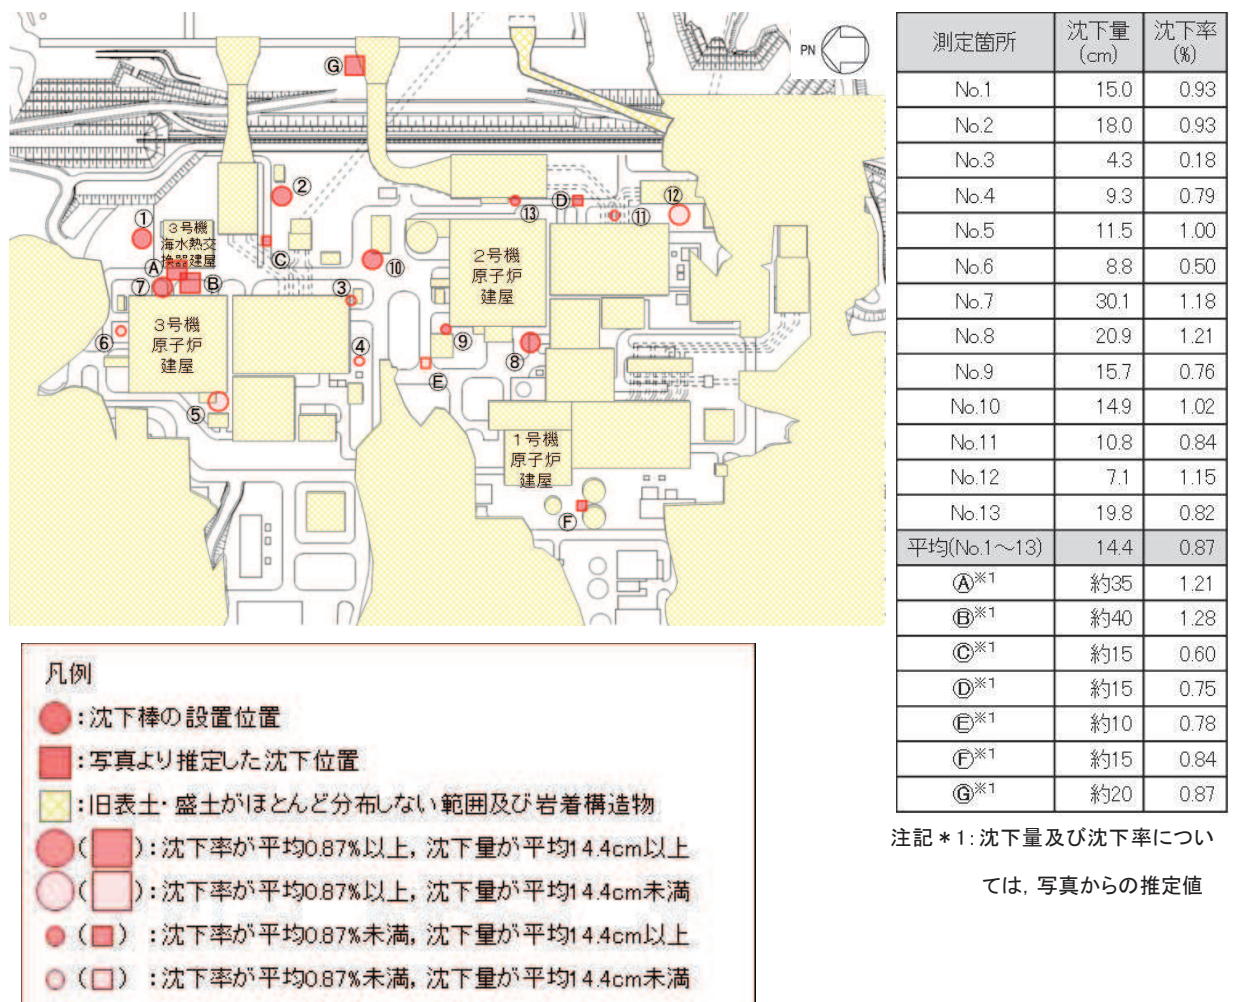 PN
Ⓖ
②
①
3号機
海水熱交
換器建屋
Ⓒ
Ⓐ
Ⓑ
⑦
⑩
③
Ⓓ
⑬
⑪
⑫
2号機
原子炉
建屋
3号機
原子炉
建屋
⑥
④
⑨
⑧
Ⓔ
⑤
1号機
原子炉
建屋
Ⓕ
測定箇所 沈下量(cm) 沈下率(%)
No.1 15.0 0.93
No.2 18.0 0.93
No.3 4.3 0.18
No.4 9.3 0.79
No.5 11.5 1.00
No.6 8.8 0.50
No.7 30.1 1.18
No.8 20.9 1.21
No.9 15.7 0.76
No.10 14.9 1.02
No.11 10.8 0.84
No.12 7.1 1.15
No.13 19.8 0.82
平均(No.1～13) 14.4 0.87
Ⓐ※1 約35 1.21
Ⓑ※1 約40 1.28
Ⓒ※1 約15 0.60
Ⓓ※1 約15 0.75
Ⓔ※1 約10 0.78
Ⓕ※1 約15 0.84
Ⓖ※1 約20 0.87
注記＊1：沈下量及び沈下率につい
ては，写真からの推定値
凡例
：沈下棒の設置位置
：写真より推定した沈下位置
：旧表土・盛土がほとんど分布しない範囲及び岩着構造物
( )：沈下率が平均0.87%以上，沈下量が平均14.4cm以上
( )：沈下率が平均0.87%以上，沈下量が平均14.4cm未満
( )：沈下率が平均0.87%未満，沈下量が平均14.4cm以上
( )：沈下率が平均0.87%未満，沈下量が平均14.4cm未満